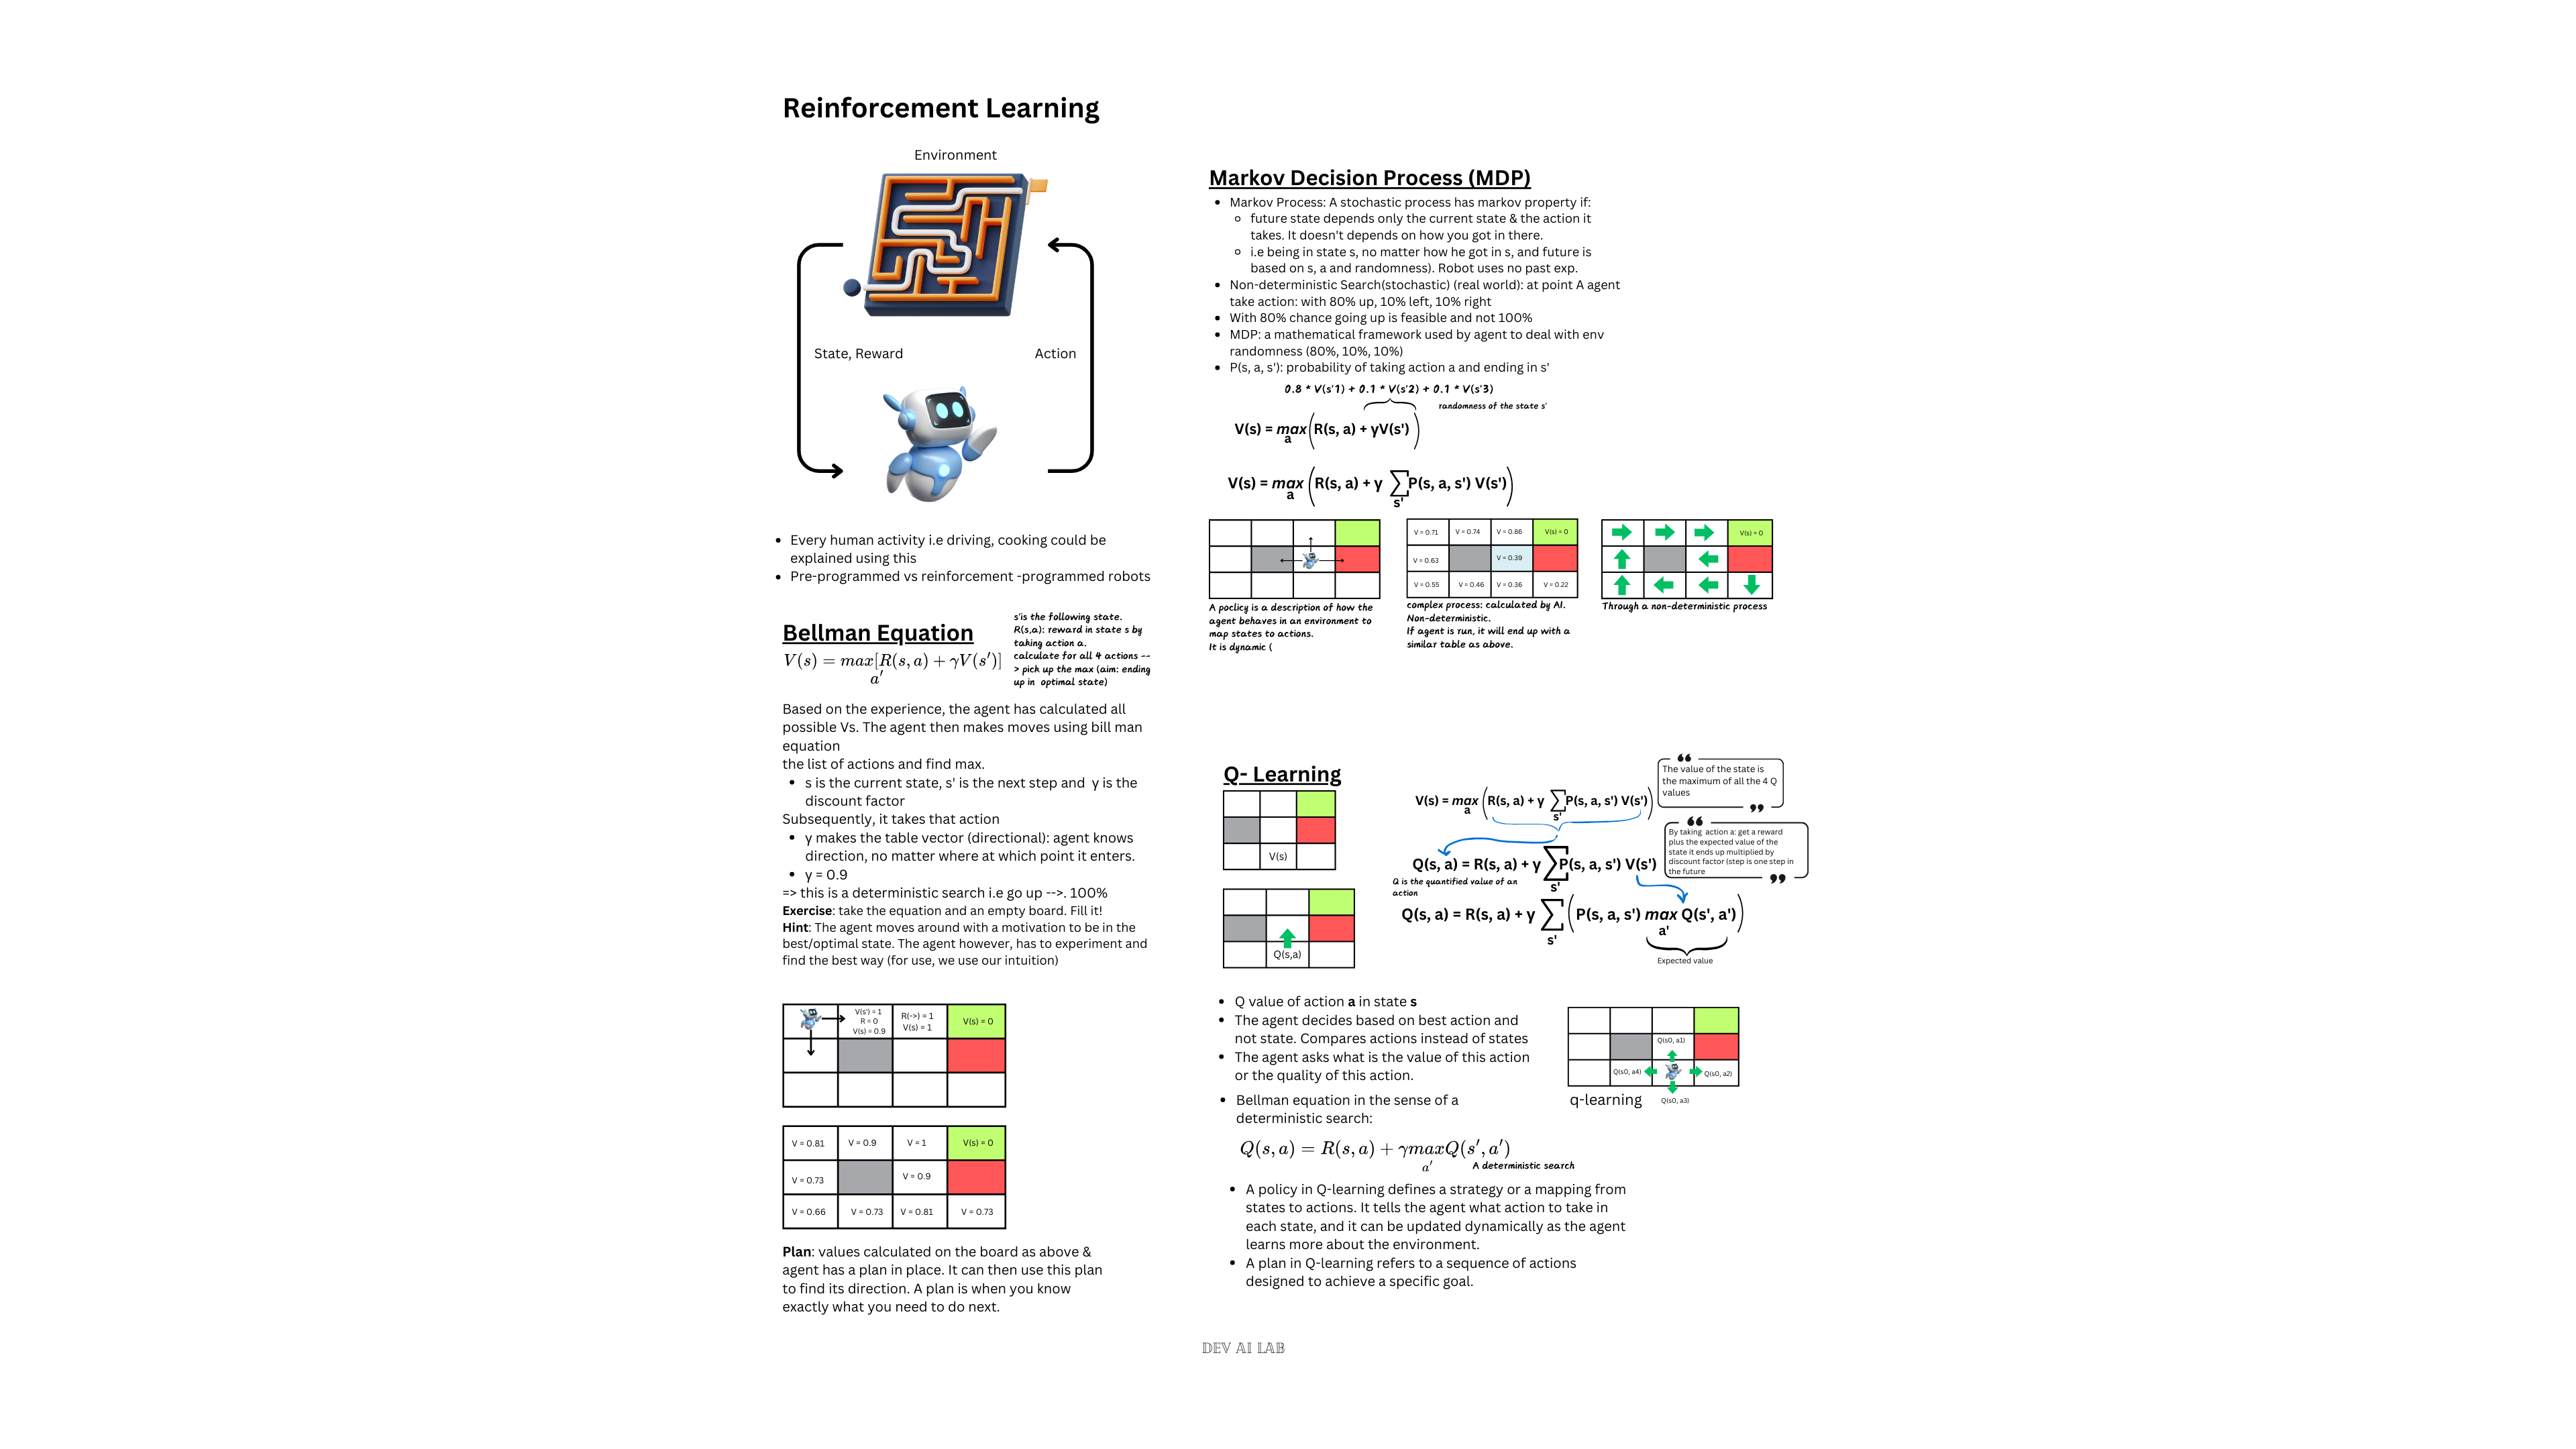 Reinforcement Learning
Environment
State, Reward
Action
Every human activity i.e driving, cooking could be
explained using this
Pre-programmed vs reinforcement -programmed robots
Bellman Equation
V(s) = max[R(s, a) + γV(s′)]
a′
s'is the following state.
R(s,a): reward in state s by
taking action a.
calculate for all 4 actions --
> pick up the max (aim: ending
up in optimal state)
Based on the experience, the agent has calculated all
possible Vs. The agent then makes moves using bill man
equation
the list of actions and find max.
s is the current state, s' is the next step and γ is the
discount factor
Subsequently, it takes that action
γ makes the table vector (directional): agent knows
direction, no matter where at which point it enters.
γ = 0.9
=> this is a deterministic search i.e go up -->. 100%
Exercise: take the equation and an empty board. Fill it!
Hint: The agent moves around with a motivation to be in the
best/optimal state. The agent however, has to experiment and
find the best way (for use, we use our intuition)
V(s') = 1
R = 0
V(s) = 0.9
R(->) = 1
V(s) = 1
V(s) = 0
V = 0.81 V = 0.9 V = 1 V(s) = 0
V = 0.73 V = 0.9
V = 0.66 V = 0.73 V = 0.81 V = 0.73
Plan: values calculated on the board as above &
agent has a plan in place. It can then use this plan
to find its direction. A plan is when you know
exactly what you need to do next.
Markov Decision Process (MDP)
Markov Process: A stochastic process has markov property if:
future state depends only the current state & the action it
takes. It doesn't depends on how you got in there.
i.e being in state s, no matter how he got in s, and future is
based on s, a and randomness). Robot uses no past exp.
Non-deterministic Search(stochastic) (real world): at point A agent
take action: with 80% up, 10% left, 10% right
With 80% chance going up is feasible and not 100%
MDP: a mathematical framework used by agent to deal with env
randomness (80%, 10%, 10%)
P(s, a, s'): probability of taking action a and ending in s'
0.8 * V(s'1) + 0.1 * V(s'2) + 0.1 * V(s'3)
randomness of the state s'
V(s) = max (R(s, a) + γV(s') )
a
V(s) = max (R(s, a) + γ ∑ P(s, a, s') V(s'))
a s'
A poclicy is a description of how the
agent behaves in an environment to
map states to actions.
It is dynamic (
V = 0.71 V = 0.74 V = 0.86 V(s) = 0
V = 0.63 V = 0.39
V = 0.55 V = 0.46 V = 0.36 V = 0.22
complex process: calculated by AI.
Non-deterministic.
If agent is run, it will end up with a
similar table as above.
V(s) = 0
Through a non-deterministic process
Q- Learning
V(s)
Q(s,a)
V(s) = max (R(s, a) + γ ∑ P(s, a, s') V(s'))
a s'
The value of the state is
the maximum of all the 4 Q
values
Q(s, a) = R(s, a) + γ ∑ P(s, a, s') V(s')
s'
Q is the quantified value of an
action
By taking action a: get a reward
plus the expected value of the
state it ends up multiplied by
discount factor (step is one step in
the future
Q(s, a) = R(s, a) + γ ∑ ( P(s, a, s') max Q(s', a'))
s' a'
Expected value
Q value of action a in state s
The agent decides based on best action and
not state. Compares actions instead of states
The agent asks what is the value of this action
or the quality of this action.
Q(s0, a1)
Q(s0, a4)
Q(s0, a2)
q-learning
Q(s0, a3)
Bellman equation in the sense of a
deterministic search:
Q(s, a) = R(s, a) + γmaxQ(s′, a′)
a′
A deterministic search
A policy in Q-learning defines a strategy or a mapping from
states to actions. It tells the agent what action to take in
each state, and it can be updated dynamically as the agent
learns more about the environment.
A plan in Q-learning refers to a sequence of actions
designed to achieve a specific goal.
DEV AI LAB